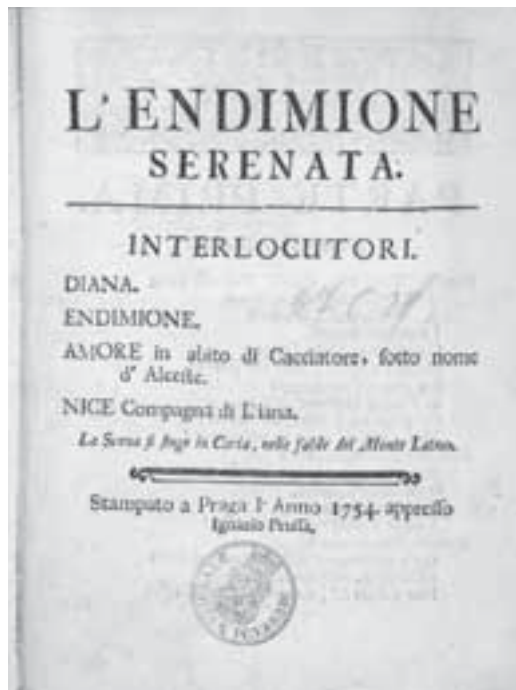 L' ENDIMIONE
SERENATA.
INTERLOCUTORI.
DIANA.
ENDIMIONE.
AMORE in abito di Cacciatore, sotto nome
d' Alceste.
NICE Compagna di Diana.
La Scena si finge in Caria, nelle falde del Monte Latmo.
Stampato a Praga l' Anno 1754. appresso
Ignazio Prussa.